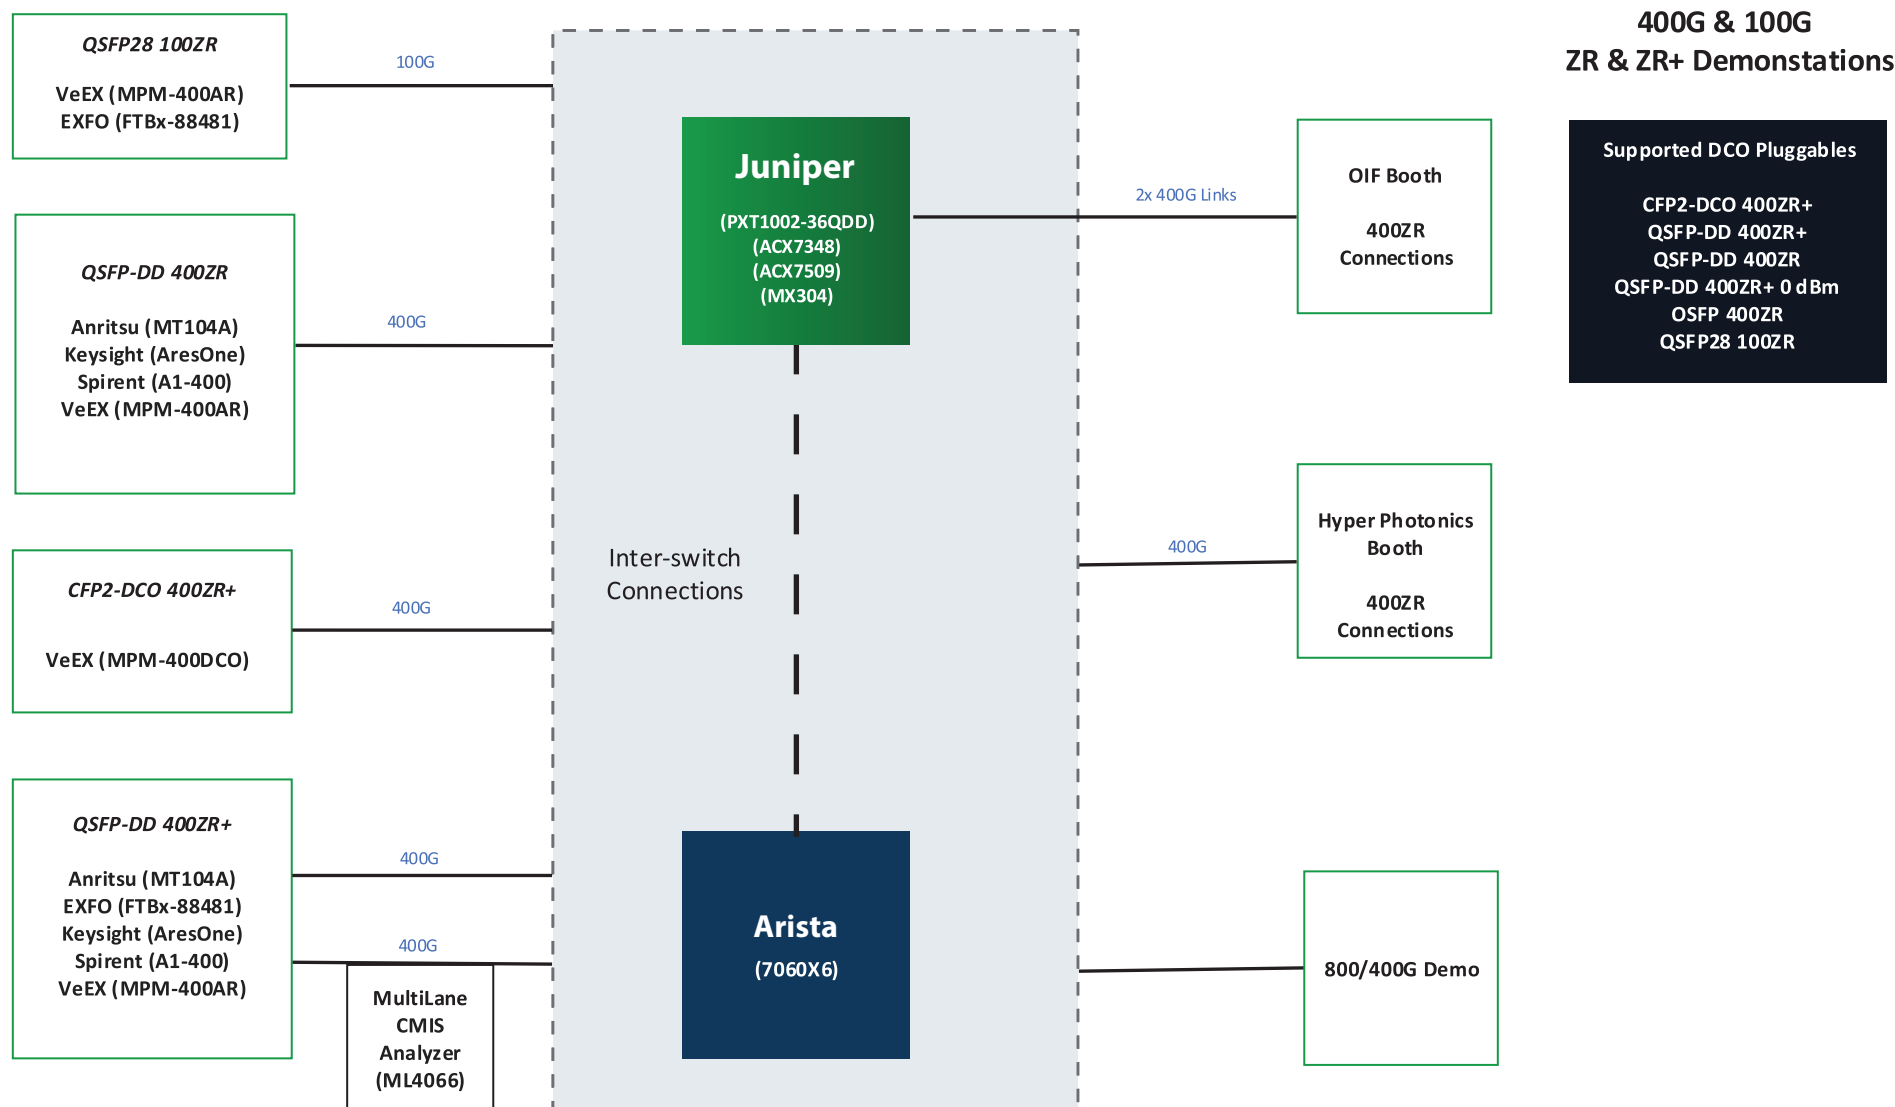 400G & 100G
ZR & ZR+ Demonstations
QSFP28 100ZR
VeEX (MPM-400AR)
EXFO (FTBx-88481)
100G
QSFP-DD 400ZR
Anritsu (MT104A)
Keysight (AresOne)
Spirent (A1-400)
VeEX (MPM-400AR)
400G
CFP2-DCO 400ZR+
VeEX (MPM-400DCO)
400G
QSFP-DD 400ZR+
Anritsu (MT104A)
EXFO (FTBx-88481)
Keysight (AresOne)
Spirent (A1-400)
VeEX (MPM-400AR)
400G
400G
MultiLane
CMIS
Analyzer
(ML4066)
Juniper
(PXT1002-36QDD)
(ACX7348)
(ACX7509)
(MX304)
Inter-switch
Connections
Arista
(7060X6)
2x 400G Links
OIF Booth
400ZR
Connections
400G
Hyper Photonics
Booth
400ZR
Connections
800/400G Demo
Supported DCO Pluggables
CFP2-DCO 400ZR+
QSFP-DD 400ZR+
QSFP-DD 400ZR
QSFP-DD 400ZR+ 0 dBm
OSFP 400ZR
QSFP28 100ZR